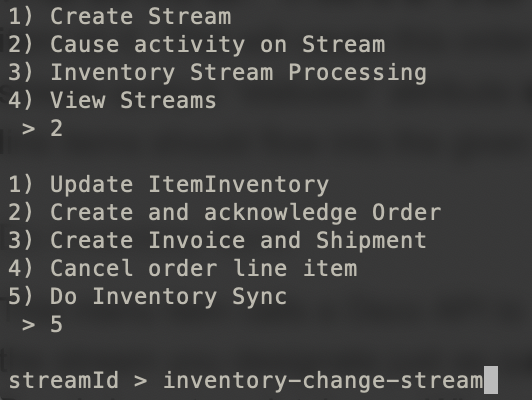 1) Create Stream
2) Cause activity on Stream
3) Inventory Stream Processing
4) View Streams
> 2
1) Update ItemInventory
2) Create and acknowledge Order
3) Create Invoice and Shipment
4) Cancel order line item
5) Do Inventory Sync
> 5
streamId > inventory-change-stream